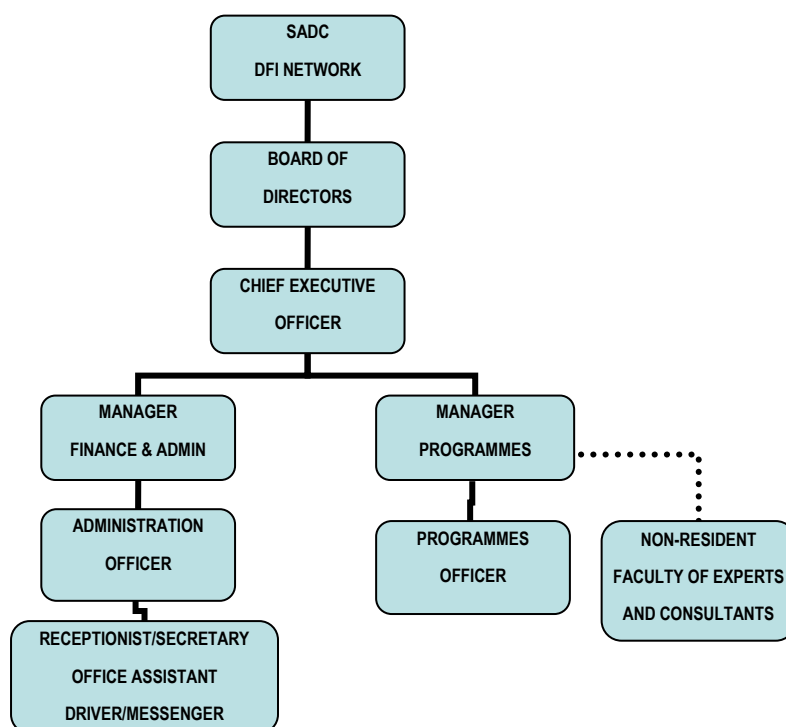 SADC
DFI NETWORK
BOARD OF
DIRECTORS
CHIEF EXECUTIVE
OFFICER
MANAGER
FINANCE & ADMIN
MANAGER
PROGRAMMES
ADMINISTRATION
OFFICER
PROGRAMMES
OFFICER
NON-RESIDENT
FACULTY OF EXPERTS
AND CONSULTANTS
RECEPTIONIST/SECRETARY
OFFICE ASSISTANT
DRIVER/MESSENGER